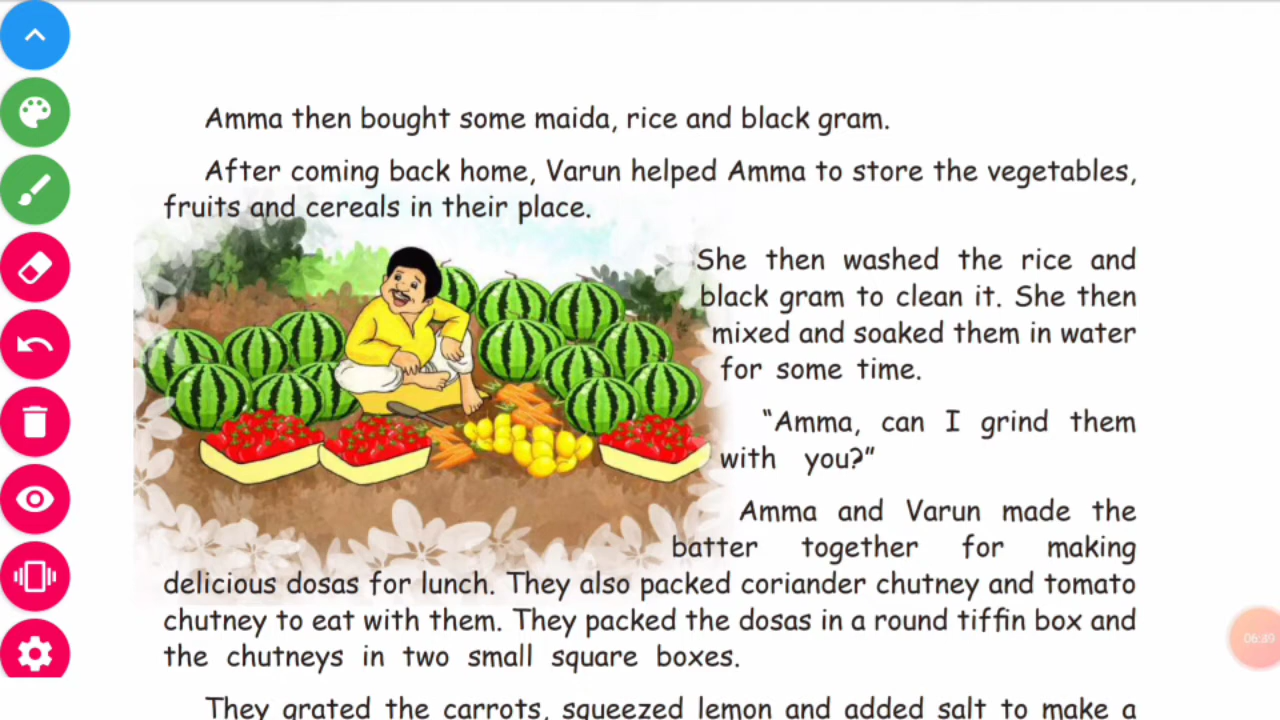 Amma then bought some maida, rice and black gram.
After coming back home, Varun helped Amma to store the vegetables,
fruits and cereals in their place.
She then washed the rice and
black gram to clean it. She then
mixed and soaked them in water
for some time.
“Amma, can I grind them
with you?”
Amma and Varun made the
batter together for making
delicious dosas for lunch. They also packed coriander chutney and tomato
chutney to eat with them. They packed the dosas in a round tiffin box and
the chutneys in two small square boxes.
They grated the carrots, squeezed lemon and added salt to make a
06:49